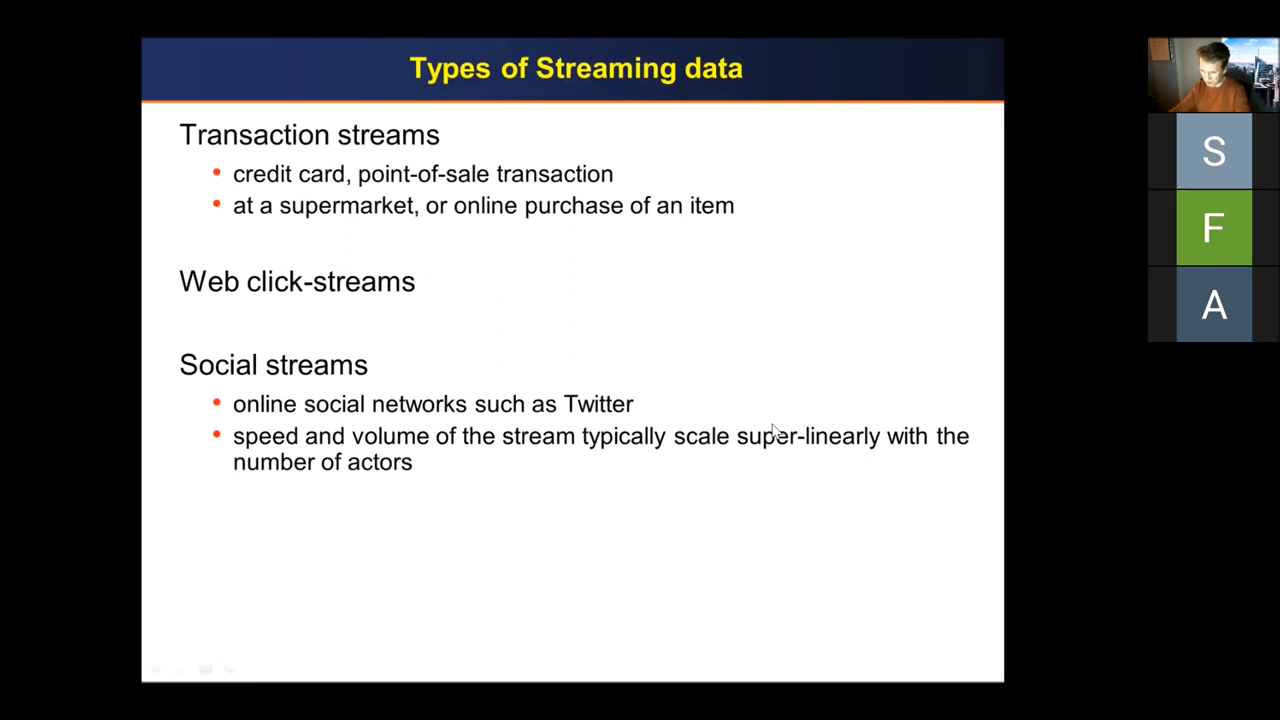 Types of Streaming data
Transaction streams
• credit card, point-of-sale transaction
• at a supermarket, or online purchase of an item
Web click-streams
Social streams
• online social networks such as Twitter
• speed and volume of the stream typically scale super-linearly with the
number of actors
S
F
A